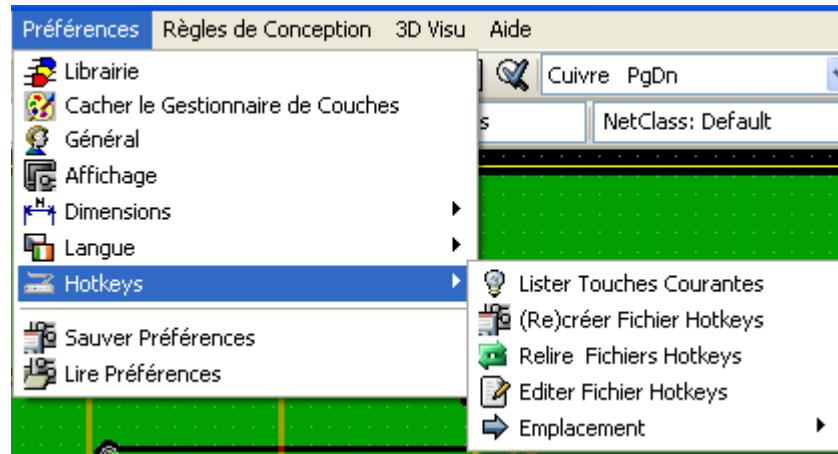 Préférences Règles de Conception 3D Visu Aide
Librairie
Cacher le Gestionnaire de Couches
Cuivre PgDn
Général
s NetClass: Default
Affichage
Dimensions
Langue
Hotkeys
Lister Touches Courantes
(Re)créer Fichier Hotkeys
Relire Fichiers Hotkeys
Editer Fichier Hotkeys
Emplacement
Sauver Préférences
Lire Préférences